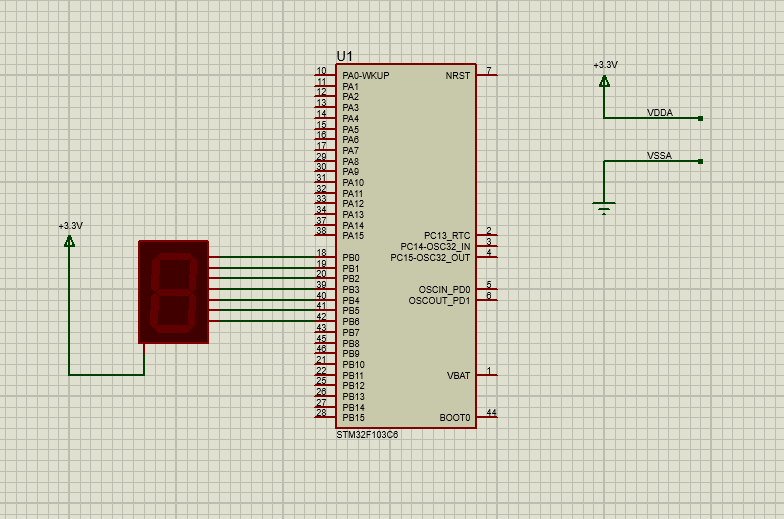 U1
10 PA0-WKUP NRST 7
11 PA1
12 PA2
13 PA3
14 PA4
15 PA5
16 PA6
17 PA7
29 PA8
30 PA9
31 PA10
32 PA11
33 PA12
34 PA13
37 PA14
38 PA15 PC13_RTC 2
PC14-OSC32_IN 3
18 PB0 PC15-OSC32_OUT 4
19 PB1
20 PB2
39 PB3 OSCIN_PD0 5
40 PB4 OSCOUT_PD1 6
41 PB5
42 PB6
43 PB7
45 PB8
46 PB9
21 PB10
22 PB11 VBAT 1
25 PB12
26 PB13
27 PB14
28 PB15 BOOT0 44
STM32F103C6
+3.3V
+3.3V
VDDA
VSSA